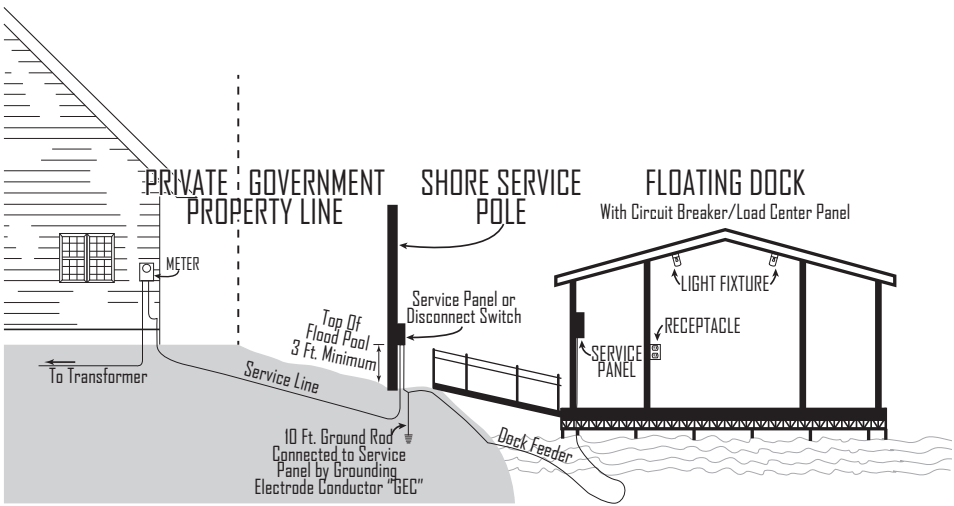 PRIVATE GOVERNMENT
PROPERTY LINE
SHORE SERVICE
POLE
FLOATING DOCK
With Circuit Breaker/Load Center Panel
METER
LIGHT FIXTURE
Service Panel or
Disconnect Switch
Top Of
Flood Pool
3 Ft. Minimum
RECEPTACLE
SERVICE
PANEL
To Transformer
Service Line
10 Ft. Ground Rod
Connected to Service
Panel by Grounding
Electrode Conductor "GEC"
Dock Feeder